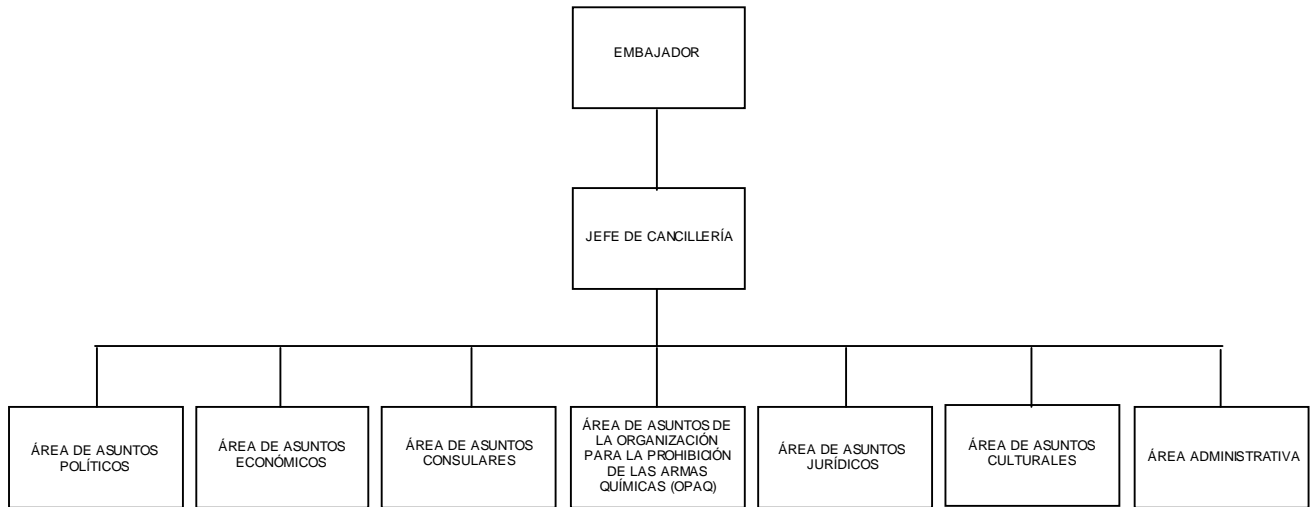 EMBAJADOR
JEFE DE CANCILLERÍA
ÁREA DE ASUNTOS
POLÍTICOS
ÁREA DE ASUNTOS
ECONÓMICOS
ÁREA DE ASUNTOS
CONSULARES
ÁREA DE ASUNTOS DE
LA ORGANIZACIÓN
PARA LA PROHIBICIÓN
DE LAS ARMAS
QUÍMICAS (OPAQ)
ÁREA DE ASUNTOS
JURÍDICOS
ÁREA DE ASUNTOS
CULTURALES
ÁREA ADMINISTRATIVA